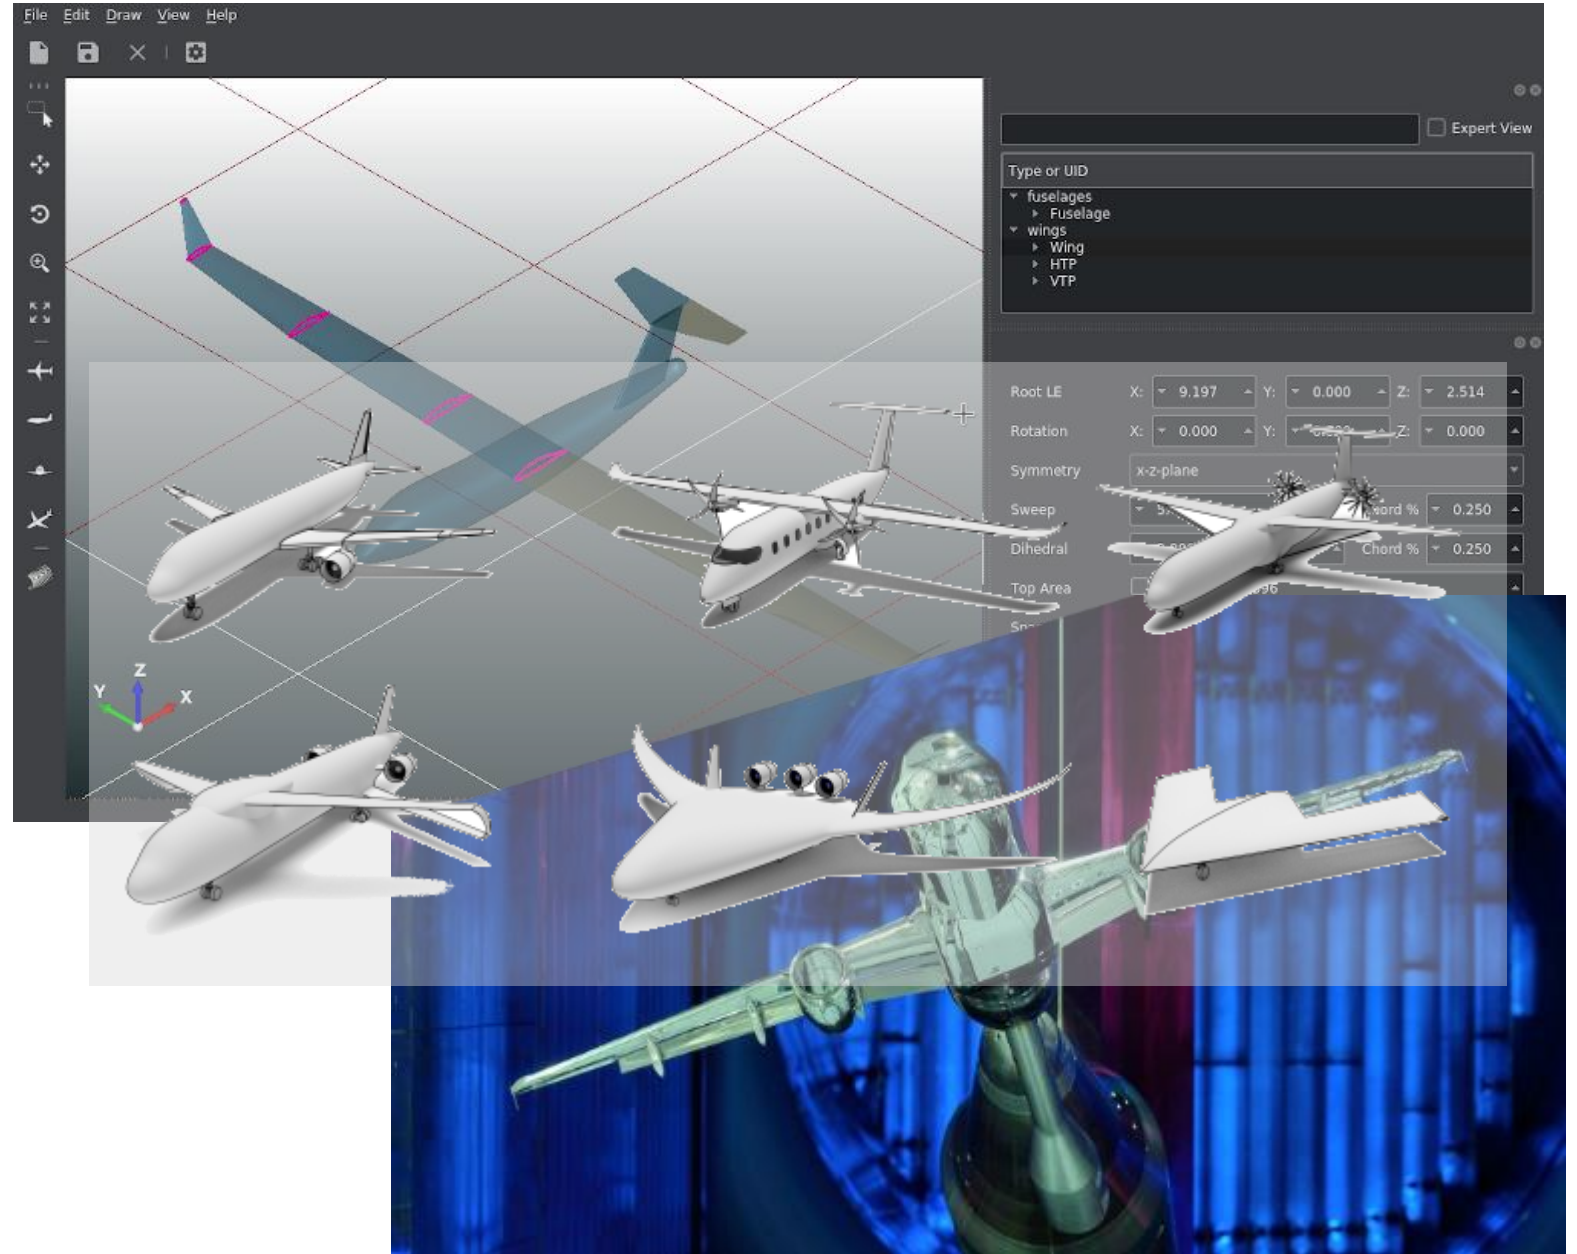 File Edit Draw View Help
Expert View
Type or UID
fuselages
Fuselage
wings
Wing
HTP
VTP
Root LE X: 9.197 Y: 0.000 Z: 2.514
Rotation X: 0.000 Y: Z: 0.000
Symmetry x-z-plane
Sweep % 0.250
Dihedral Chord % 0.250
Top Area
Z
Y X